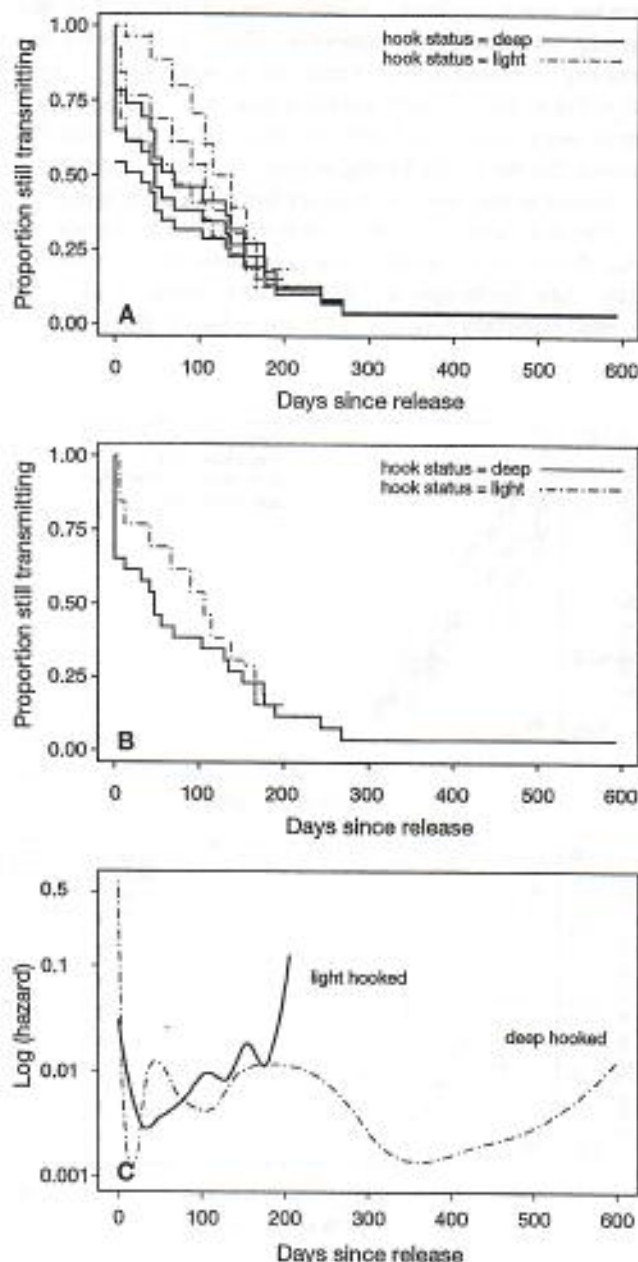 1.00
0.75
0.50
0.25
0.00
Proportion still transmitting
hook status = deep
hook status = light
A
0 100 200 300 400 500 600
Days since release
1.00
0.75
0.50
0.25
0.00
Proportion still transmitting
hook status = deep
hook status = light
B
0 100 200 300 400 500 600
Days since release
0.5
0.1
0.01
0.001
Log (hazard)
light hooked
deep hooked
C
0 100 200 300 400 500 600
Days since release